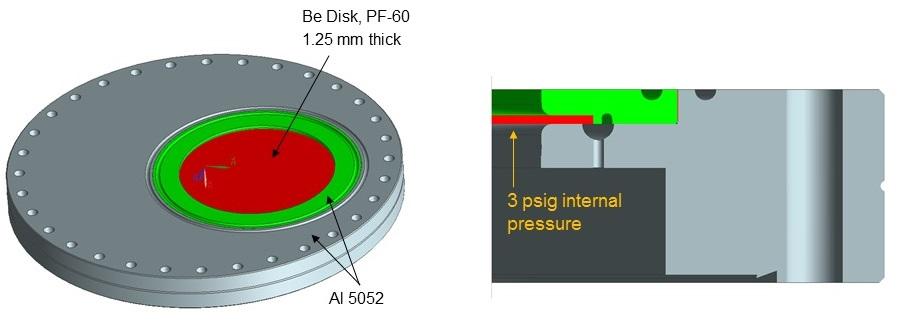 Be Disk, PF-60
1.25 mm thick
Al 5052
3 psig internal
pressure